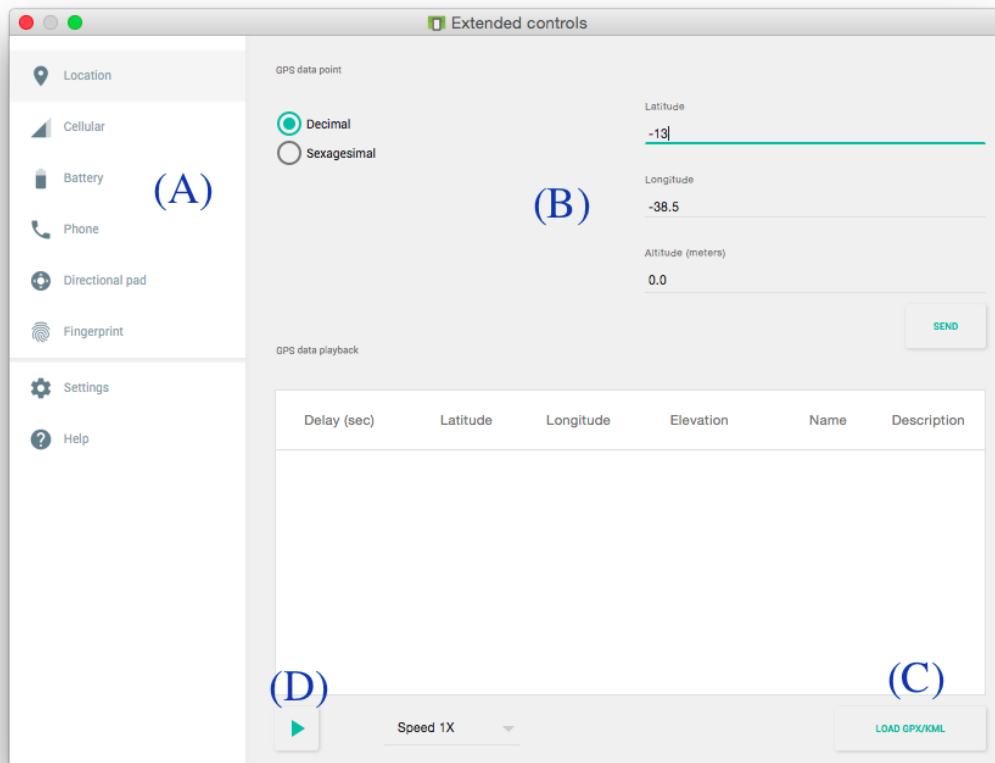 Extended controls
Location
Cellular
Battery
Phone
Directional pad
Fingerprint
Settings
Help
(A)
GPS data point
Decimal
Sexagesimal
(B)
Latitude
-13
Longitude
-38.5
Altitude (meters)
0.0
SEND
GPS data playback
Delay (sec) Latitude Longitude Elevation Name Description
(D)
(C)
Speed 1X
LOAD GPX/KML